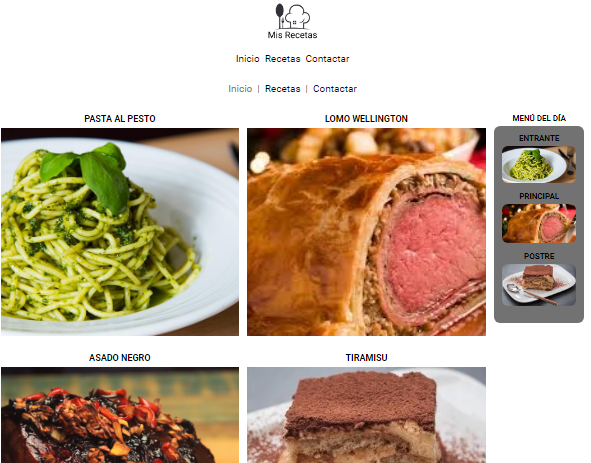 Mis Recetas
Inicio Recetas Contactar
Inicio | Recetas | Contactar
PASTA AL PESTO
LOMO WELLINGTON
MENÚ DEL DÍA
ENTRANTE
PRINCIPAL
POSTRE
ASADO NEGRO
TIRAMISU